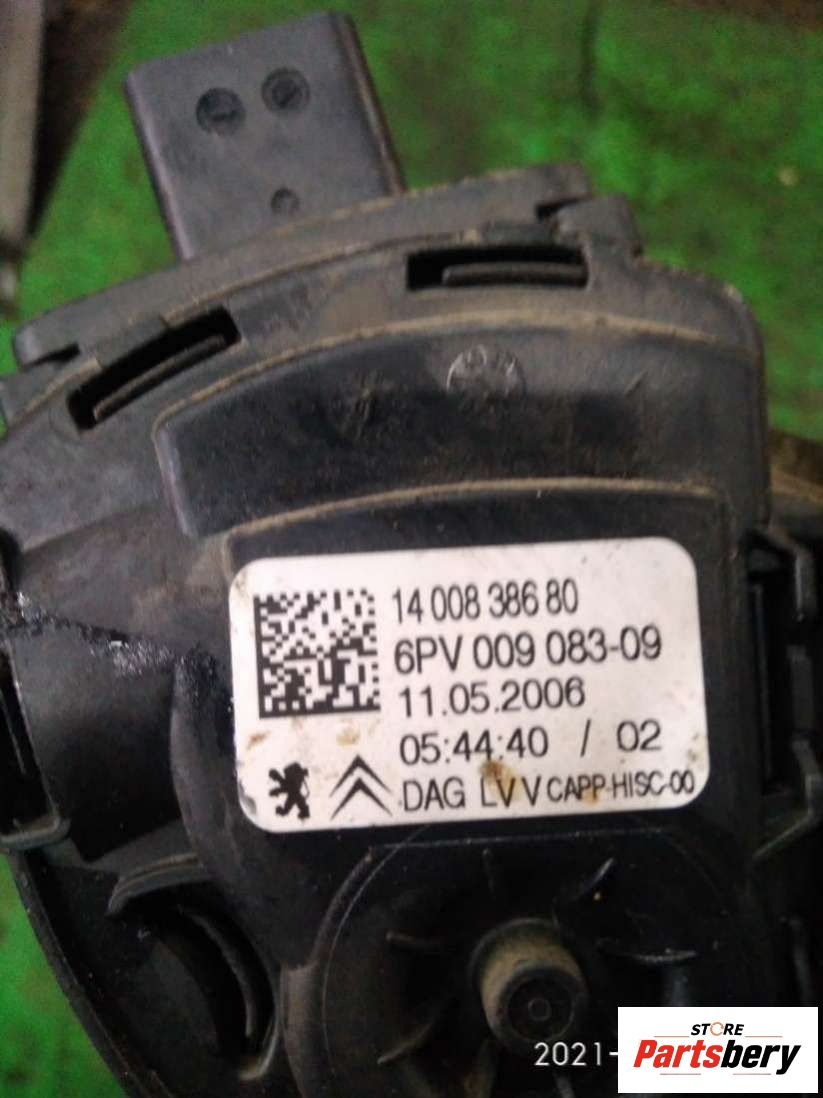 14 008 386 80
6PV 009 083-09
11.05.2006
05:44:40 / 02
DAG LV V CAPP-HISC-00
2021-
STORE
Partsbery